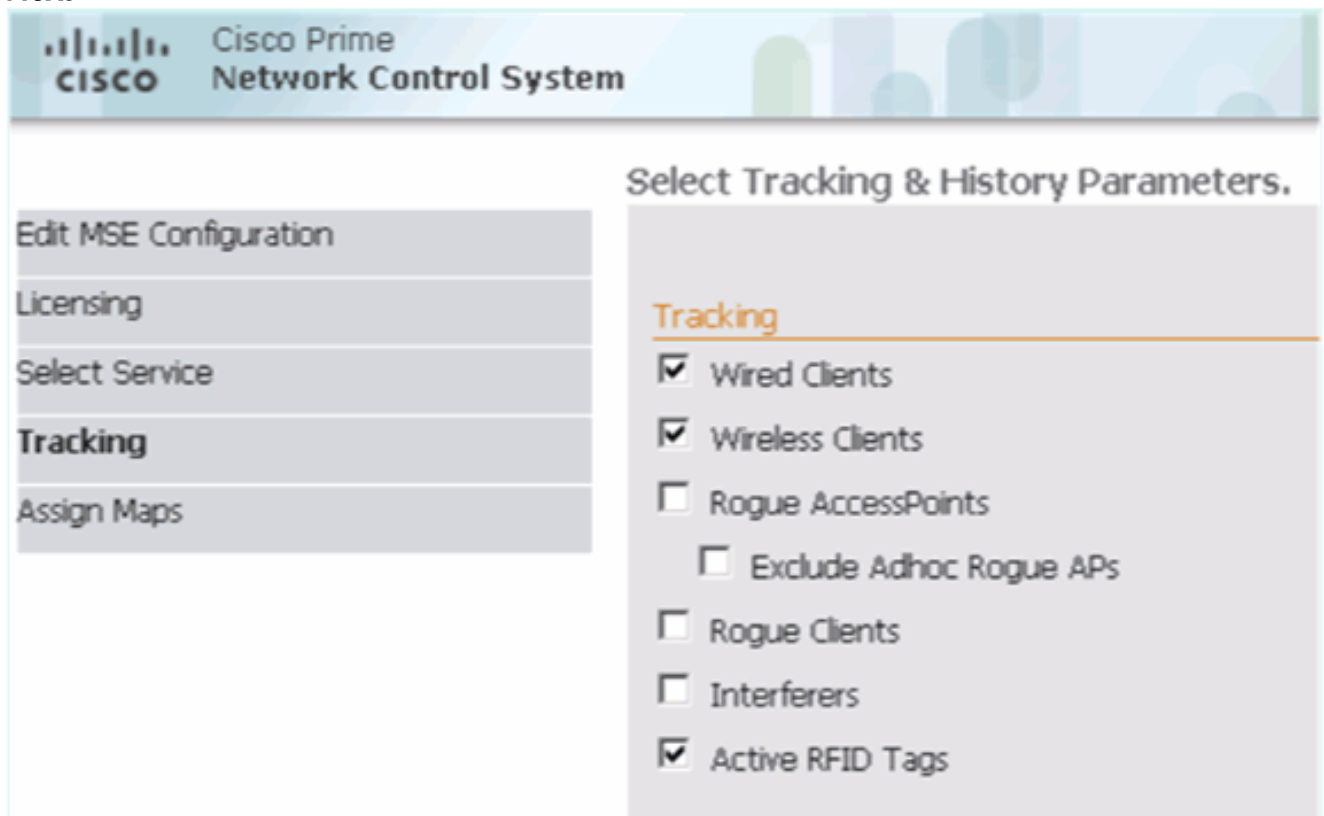 Cisco Prime
CISCO Network Control System
Select Tracking & History Parameters.
Edit MSE Configuration
Licensing
Select Service
Tracking
Assign Maps
Tracking
Wired Clients
Wireless Clients
Rogue AccessPoints
Exclude Adhoc Rogue APs
Rogue Clients
Interferers
Active RFID Tags